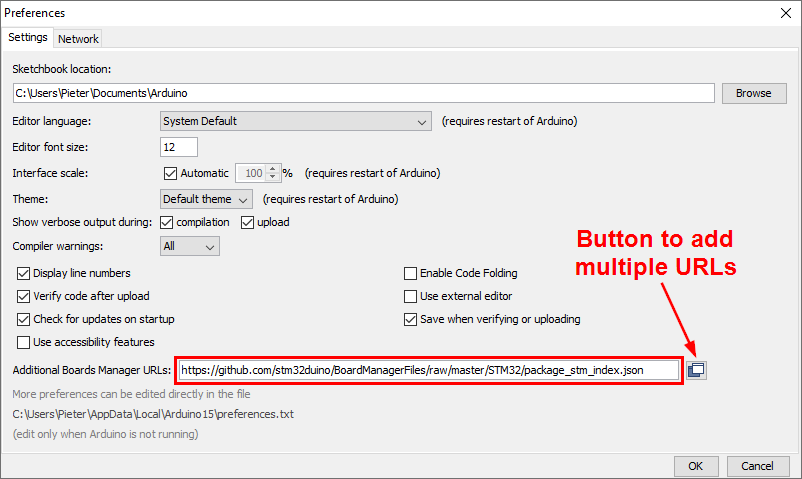 Preferences
Settings
Network
Sketchbook location:
C:\Users\Pieter\Documents\Arduino
Browse
Editor language:
System Default
(requires restart of Arduino)
Editor font size:
12
Interface scale:
Automatic
100
%
(requires restart of Arduino)
Theme:
Default theme
(requires restart of Arduino)
Show verbose output during:
compilation
upload
Compiler warnings:
All
Button to add
multiple URLs
Display line numbers
Enable Code Folding
Verify code after upload
Use external editor
Check for updates on startup
Save when verifying or uploading
Use accessibility features
Additional Boards Manager URLs:
https://github.com/stm32duino/BoardManagerFiles/raw/master/STM32/package_stm_index.json
More preferences can be edited directly in the file
C:\Users\Pieter\AppData\Local\Arduino15\preferences.txt
(edit only when Arduino is not running)
OK
Cancel